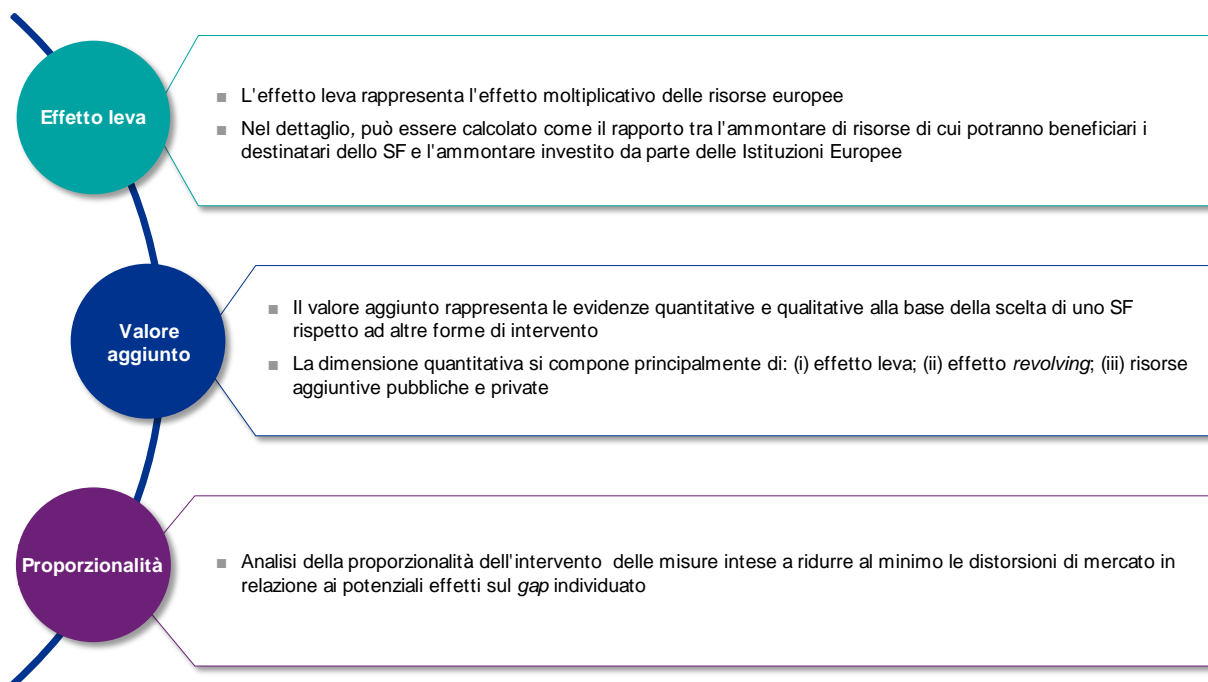 Effetto leva
■ L'effetto leva rappresenta l'effetto moltiplicativo delle risorse europee
■ Nel dettaglio, può essere calcolato come il rapporto tra l'ammontare di risorse di cui potranno beneficiari i
destinatari dello SF e l'ammontare investito da parte delle Istituzioni Europee
Valore
aggiunto
■ Il valore aggiunto rappresenta le evidenze quantitative e qualitative alla base della scelta di uno SF
rispetto ad altre forme di intervento
■ La dimensione quantitativa si compone principalmente di: (i) effetto leva; (ii) effetto revolving; (iii) risorse
aggiuntive pubbliche e private
Proporzionalità
■ Analisi della proporzionalità dell'intervento delle misure intese a ridurre al minimo le distorsioni di mercato in
relazione ai potenziali effetti sul gap individuato